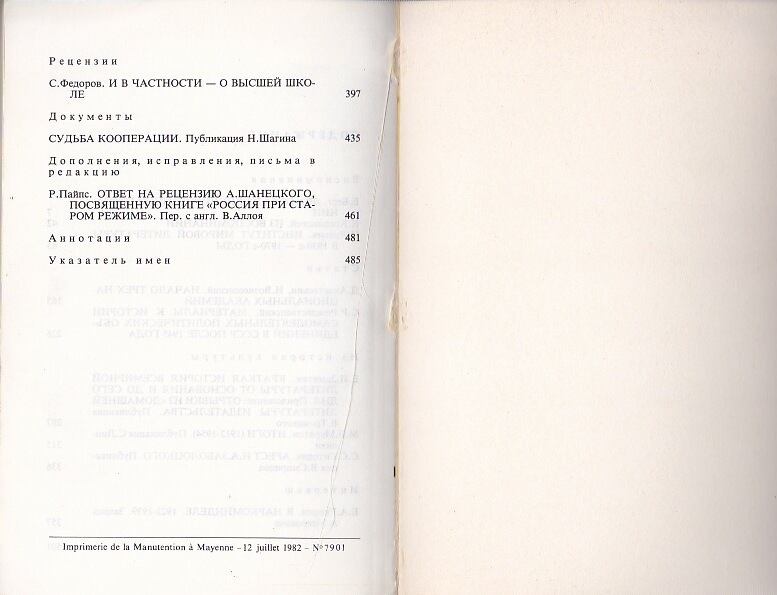 Рецензии
С.Федоров. И В ЧАСТНОСТИ — О ВЫСШЕЙ ШКО-
ЛЕ 397
Документы
СУДЬБА КООПЕРАЦИИ. Публикация Н.Шагина 435
Дополнения, исправления, письма в
редакцию
Р.Пайпс. ОТВЕТ НА РЕЦЕНЗИЮ А.ШАНЕЦКОГО,
ПОСВЯЩЕННУЮ КНИГЕ «РОССИЯ ПРИ СТА-
РОМ РЕЖИМЕ». Пер. с англ. В.Аллоя 461
Аннотации 481
Указатель имен 485
Imprimerie de la Manutention à Mayenne – 12 juillet 1982 – N° 7901